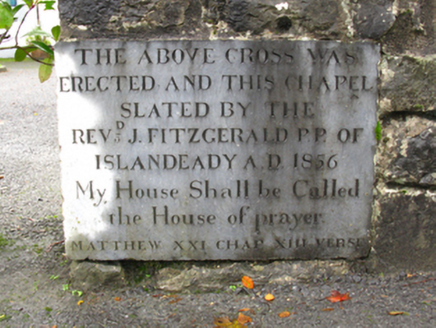 THE ABOVE CROSS WAS
ERECTED AND THIS CHAPEL
SLATED BY THE
REVD. J. FITZGERALD P.P. OF
ISLANDEADY A.D. 1856
My House Shall be Called
the House of prayer.
MATTHEW XXI CHAP XIII VERSE